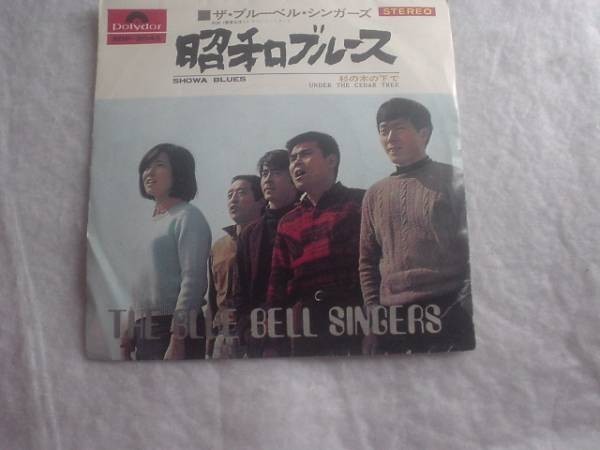 Polydor
■ザ・ブルーベル・シンガーズ
STEREO
昭和ブルース
SHOWA BLUES
杉の木の下で
UNDER THE CEDAR TREE
THE BLUE BELL SINGERS